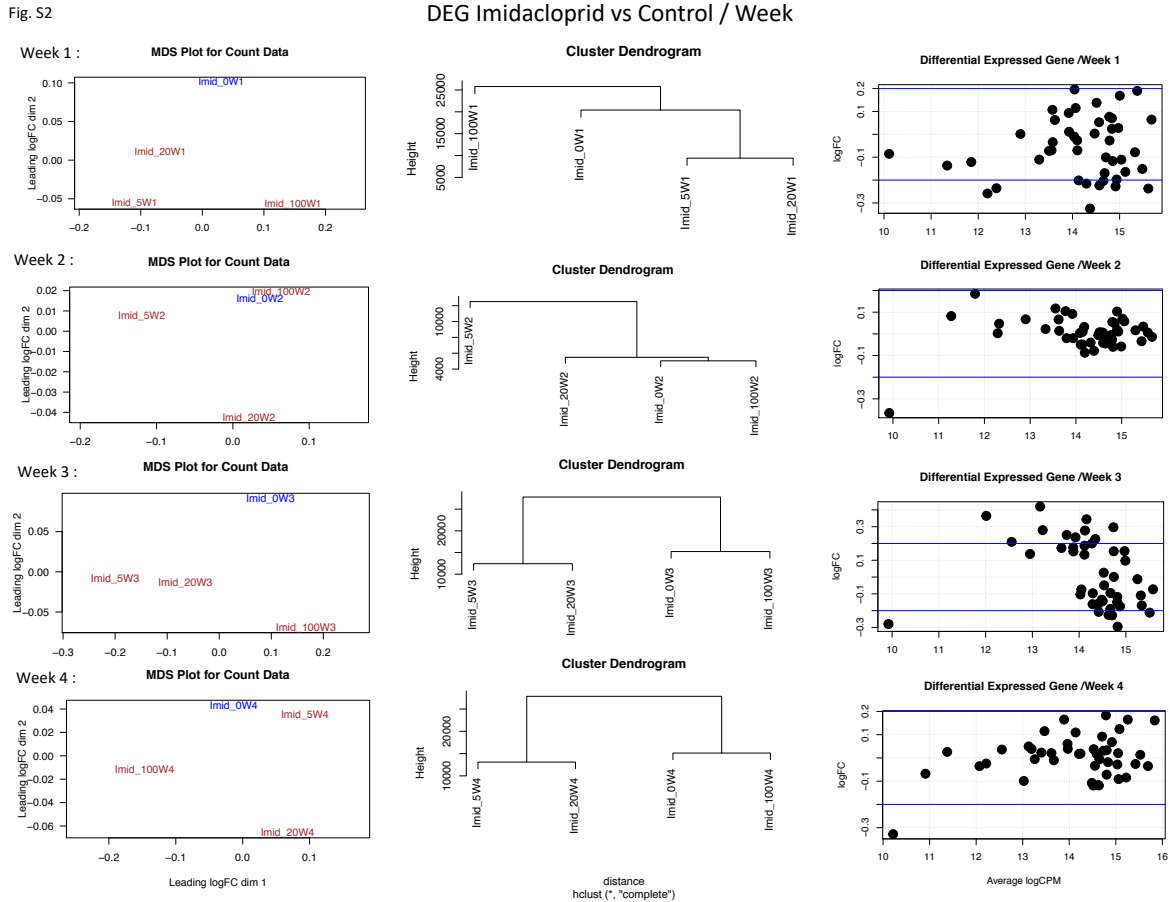 Fig. S2
DEG Imidacloprid vs Control / Week
Week 1 :
MDS Plot for Count Data
Leading logFC dim 2
0.10
0.05
0.00
−0.05
−0.2 −0.1 0.0 0.1 0.2
Imid_0W1
Imid_20W1
Imid_5W1
Imid_100W1
Cluster Dendrogram
Height
25000
15000
5000
Imid_100W1
Imid_0W1
Imid_5W1
Imid_20W1
Differential Expressed Gene /Week 1
logFC
0.2
−0.1
−0.3
10 11 12 13 14 15
Week 2 :
MDS Plot for Count Data
Leading logFC dim 2
0.02
0.01
0.00
−0.01
−0.02
−0.03
−0.04
−0.2 −0.1 0.0 0.1
Imid_100W2
Imid_0W2
Imid_5W2
Imid_20W2
Cluster Dendrogram
Height
10000
4000
Imid_5W2
Imid_20W2
Imid_0W2
Imid_100W2
Differential Expressed Gene /Week 2
logFC
0.1
−0.1
−0.3
10 11 12 13 14 15
Week 3 :
MDS Plot for Count Data
Leading logFC dim 2
0.05
0.00
−0.05
−0.3 −0.2 −0.1 0.0 0.1 0.2
Imid_0W3
Imid_5W3
Imid_20W3
Imid_100W3
Cluster Dendrogram
Height
25000
10000
Imid_5W3
Imid_20W3
Imid_0W3
Imid_100W3
Differential Expressed Gene /Week 3
logFC
0.3
0.1
−0.1
−0.3
10 11 12 13 14 15
Week 4 :
MDS Plot for Count Data
Leading logFC dim 2
0.04
0.02
0.00
−0.02
−0.04
−0.06
−0.2 −0.1 0.0 0.1
Imid_0W4
Imid_5W4
Imid_100W4
Imid_20W4
Leading logFC dim 1
Cluster Dendrogram
Height
20000
10000
Imid_5W4
Imid_20W4
Imid_0W4
Imid_100W4
distance
hclust (*, "complete")
Differential Expressed Gene /Week 4
logFC
0.2
0.1
−0.1
−0.3
10 11 12 13 14 15 16
Average logCPM